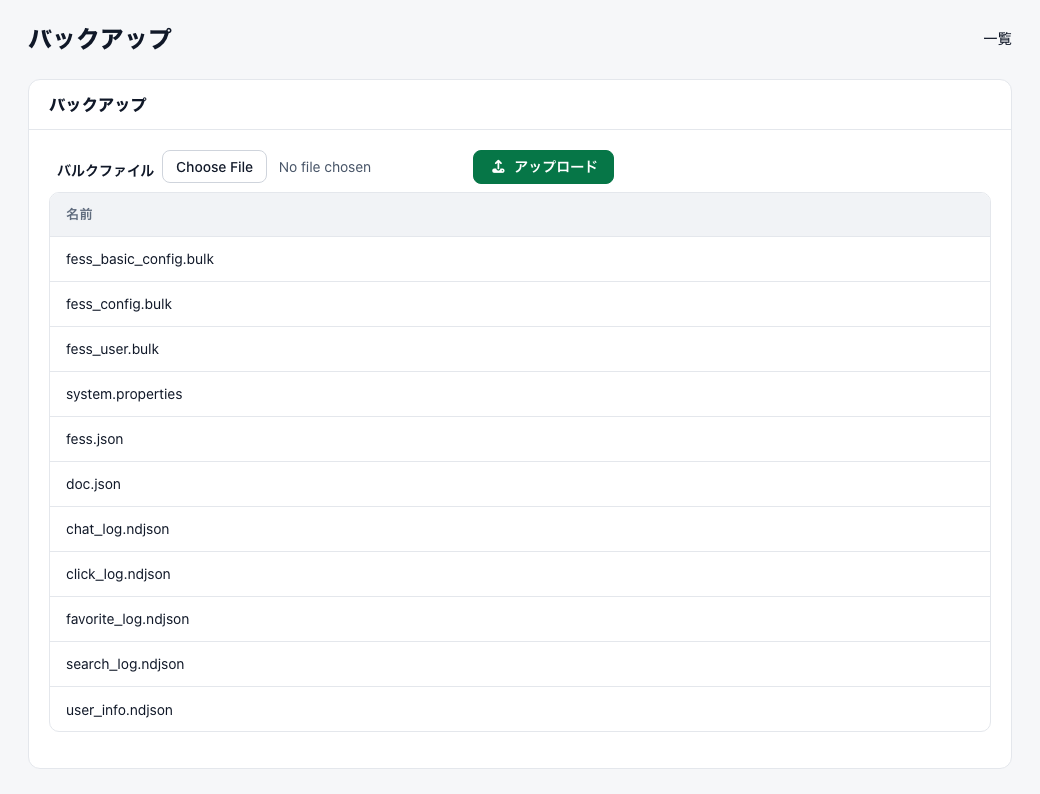 バックアップ
一覧
バックアップ
バルクファイル Choose File No file chosen アップロード
名前
fess_basic_config.bulk
fess_config.bulk
fess_user.bulk
system.properties
fess.json
doc.json
chat_log.ndjson
click_log.ndjson
favorite_log.ndjson
search_log.ndjson
user_info.ndjson